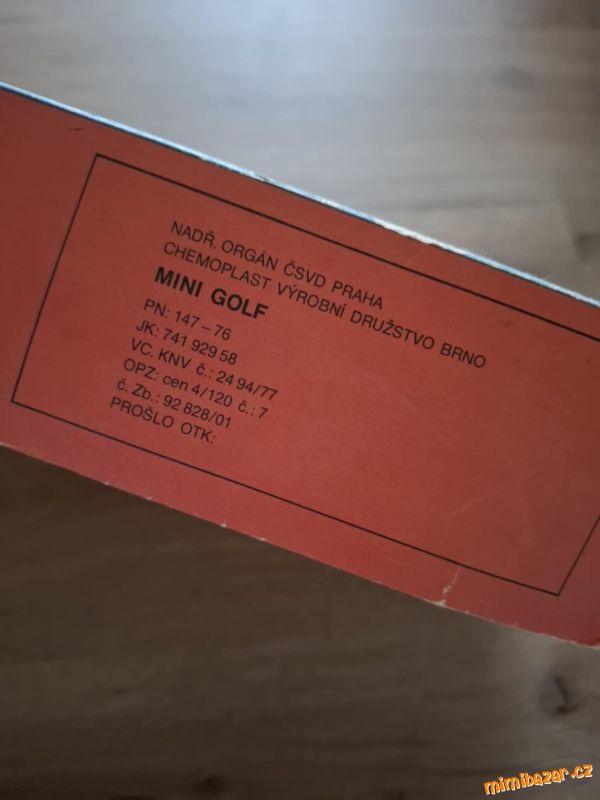 NADŘ. ORGÁN ČSVD PRAHA
CHEMOPLAST VÝROBNÍ DRUŽSTVO BRNO
MINI GOLF
PN: 147–76
JK: 741 929 58
VC. KNV č.: 24 94/77
OPZ: cen 4/120 č.: 7
č. Zb.: 92 828/01
PROŠLO OTK:
mimibazar.cz